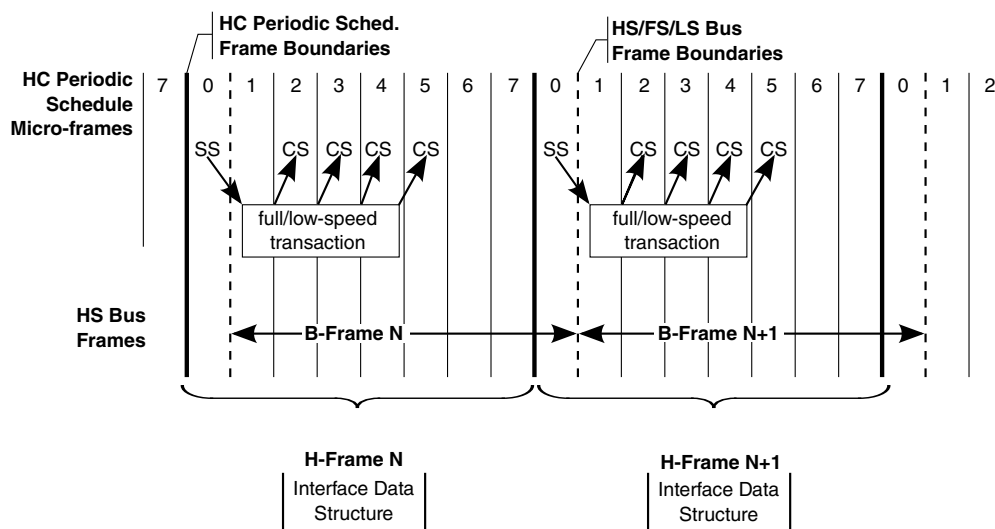 HC Periodic Sched.
Frame Boundaries
HS/FS/LS Bus
Frame Boundaries
HC Periodic
Schedule
Micro-frames
7 0 1 2 3 4 5 6 7 0 1 2 3 4 5 6 7 0 1 2
SS CS CS CS CS SS CS CS CS CS
full/low-speed
transaction
full/low-speed
transaction
HS Bus
Frames
B-Frame N B-Frame N+1
H-Frame N
Interface Data
Structure
H-Frame N+1
Interface Data
Structure